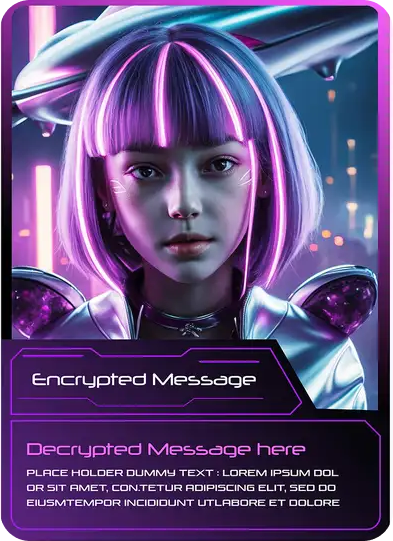 Encrypted Message
Decrypted Message here
PLACE HOLDER DUMMY TEXT : LOREM IPSUM DOL
OR SIT AMET, CON.TETUR ADIPISCING ELIT, SED DO
EIUSMTEMPOR INCIDIDUNT UTLABORE ET DOLORE